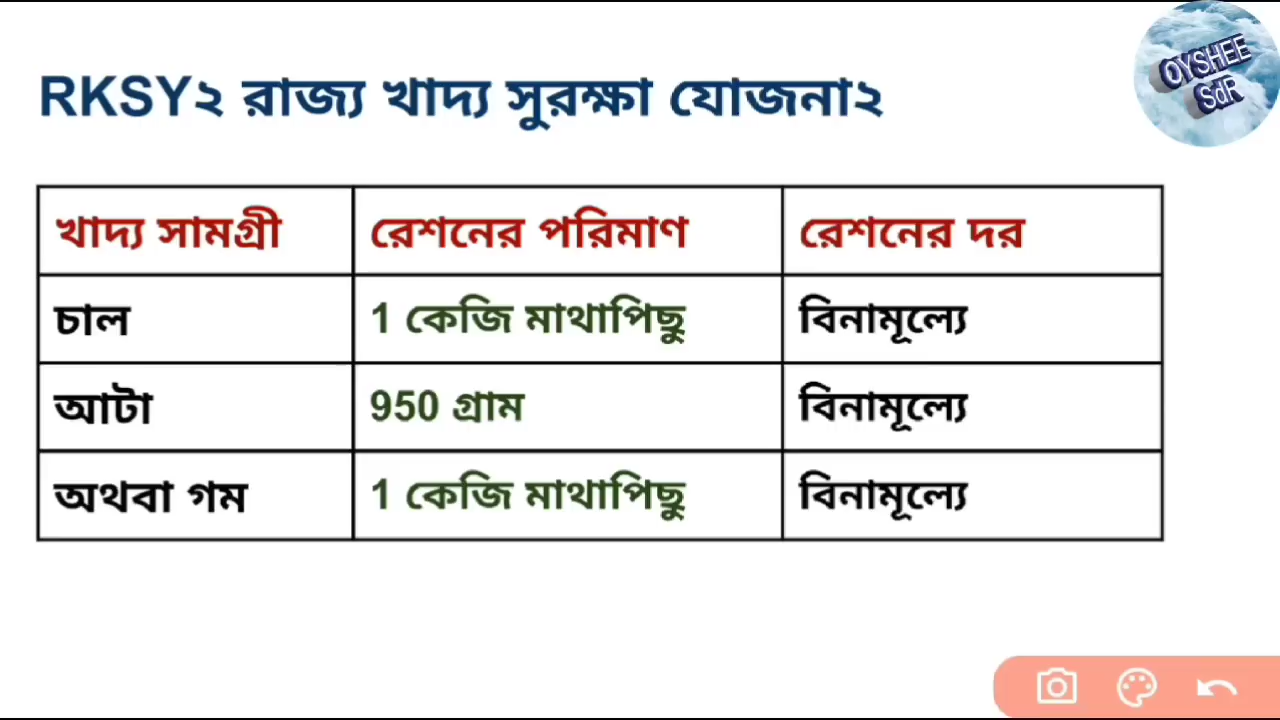 RKSY২ রাজ্য খাদ্য সুরক্ষা যোজনা২
OYSHEE
SdR
খাদ্য সামগ্রী রেশনের পরিমাণ রেশনের দর
চাল 1 কেজি মাথাপিছু বিনামূল্যে
আটা 950 গ্রাম বিনামূল্যে
অথবা গম 1 কেজি মাথাপিছু বিনামূল্যে